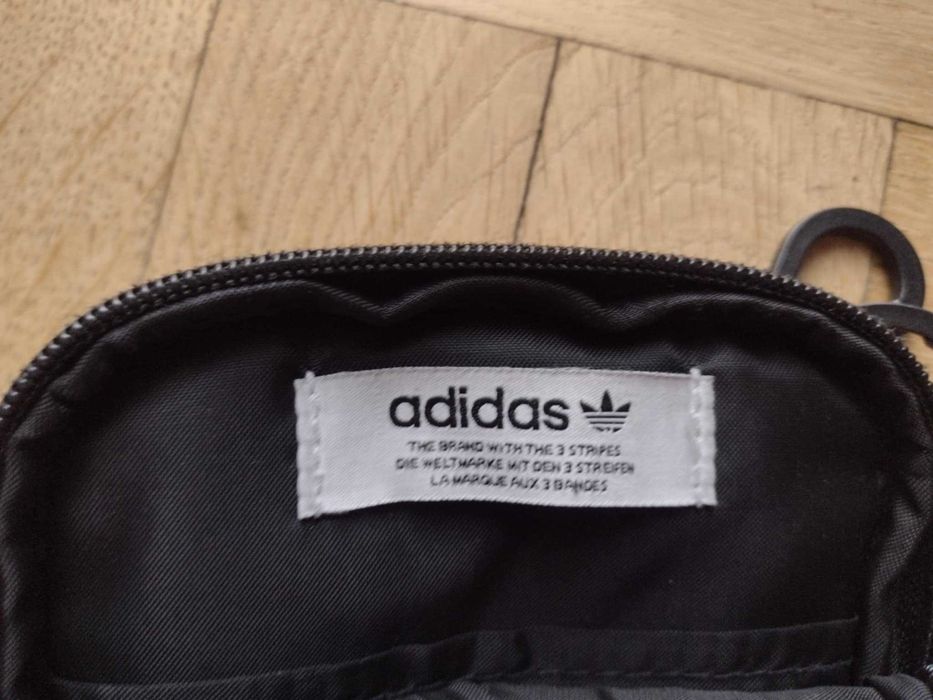 adidas
THE BRAND WITH THE 3 STRIPES
DIE WELTMARKE MIT DEN 3 STREIFEN
LA MARQUE AUX 3 BANDES